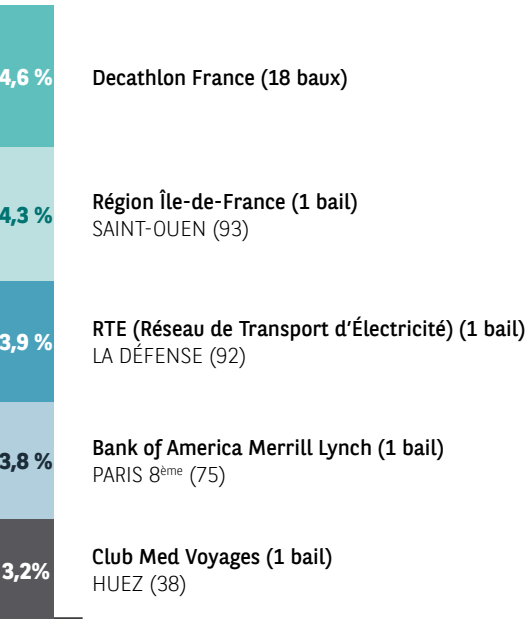 4,6 %
Decathlon France (18 baux)
4,3 %
Région Île-de-France (1 bail)
SAINT-OUEN (93)
3,9 %
RTE (Réseau de Transport d'Électricité) (1 bail)
LA DÉFENSE (92)
3,8 %
Bank of America Merrill Lynch (1 bail)
PARIS 8ème (75)
3,2%
Club Med Voyages (1 bail)
HUEZ (38)